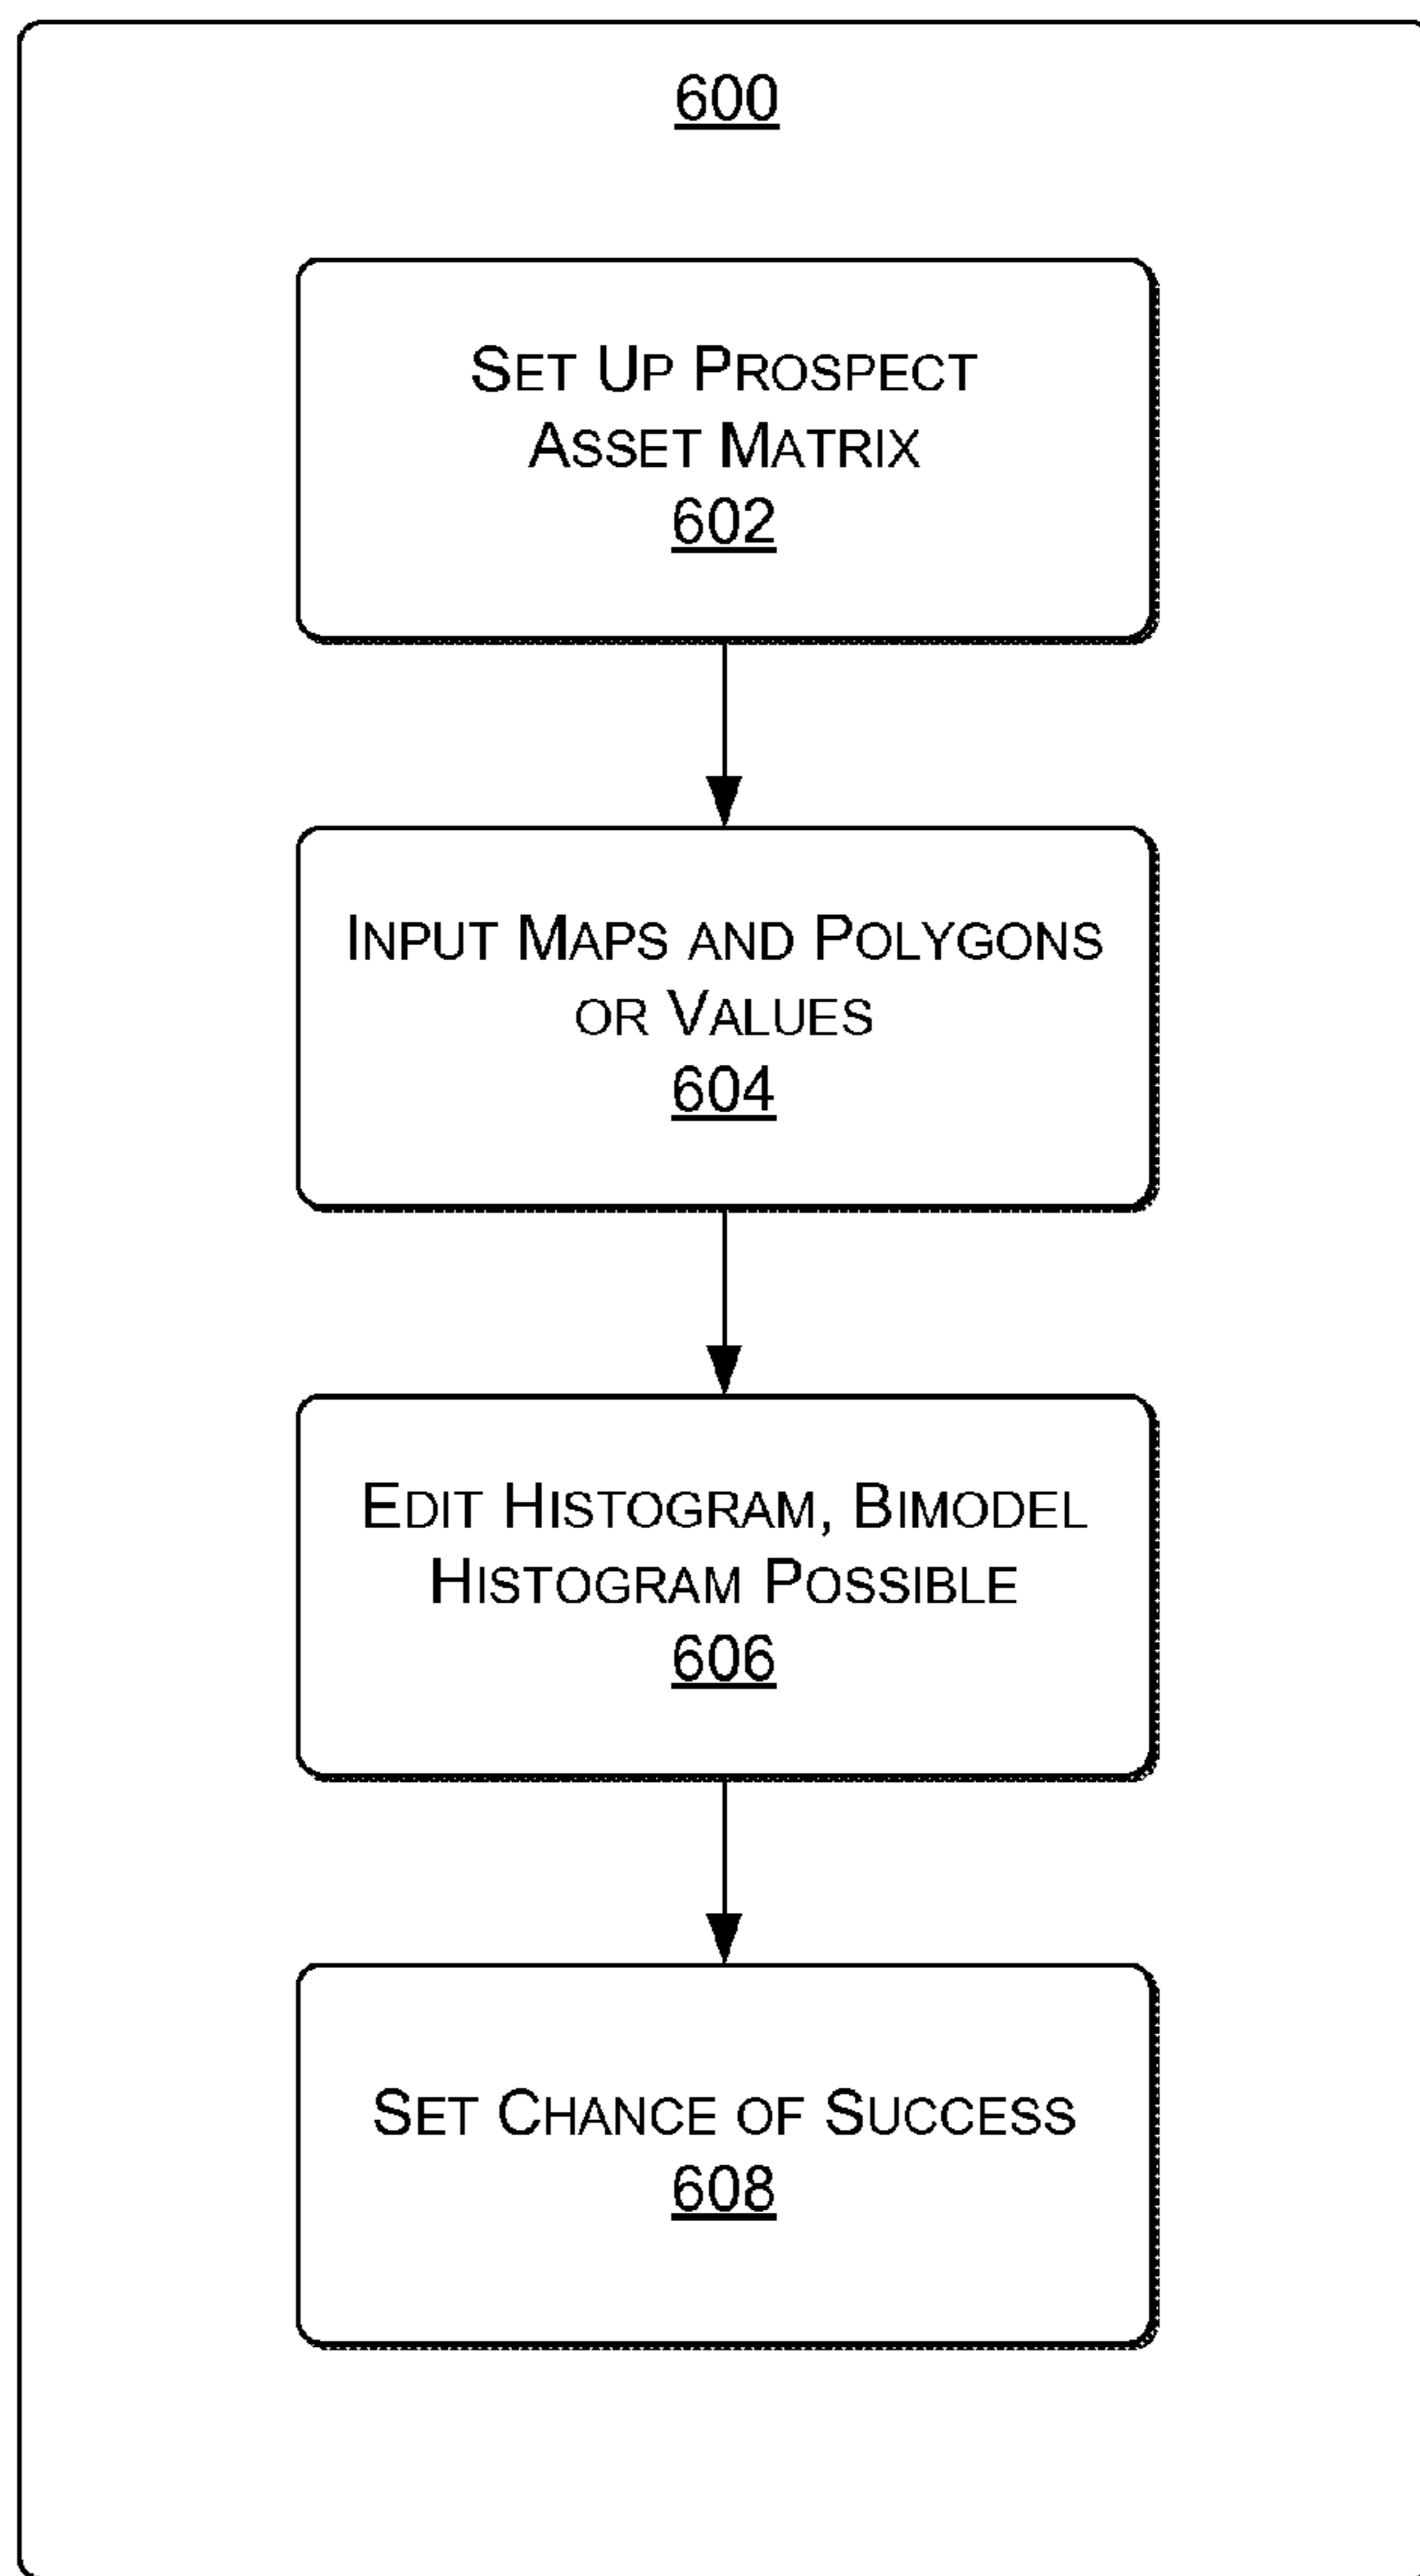 600
SET UP PROSPECT
ASSET MATRIX
602
INPUT MAPS AND POLYGONS
OR VALUES
604
EDIT HISTOGRAM, BIMODEL
HISTOGRAM POSSIBLE
606
SET CHANCE OF SUCCESS
608